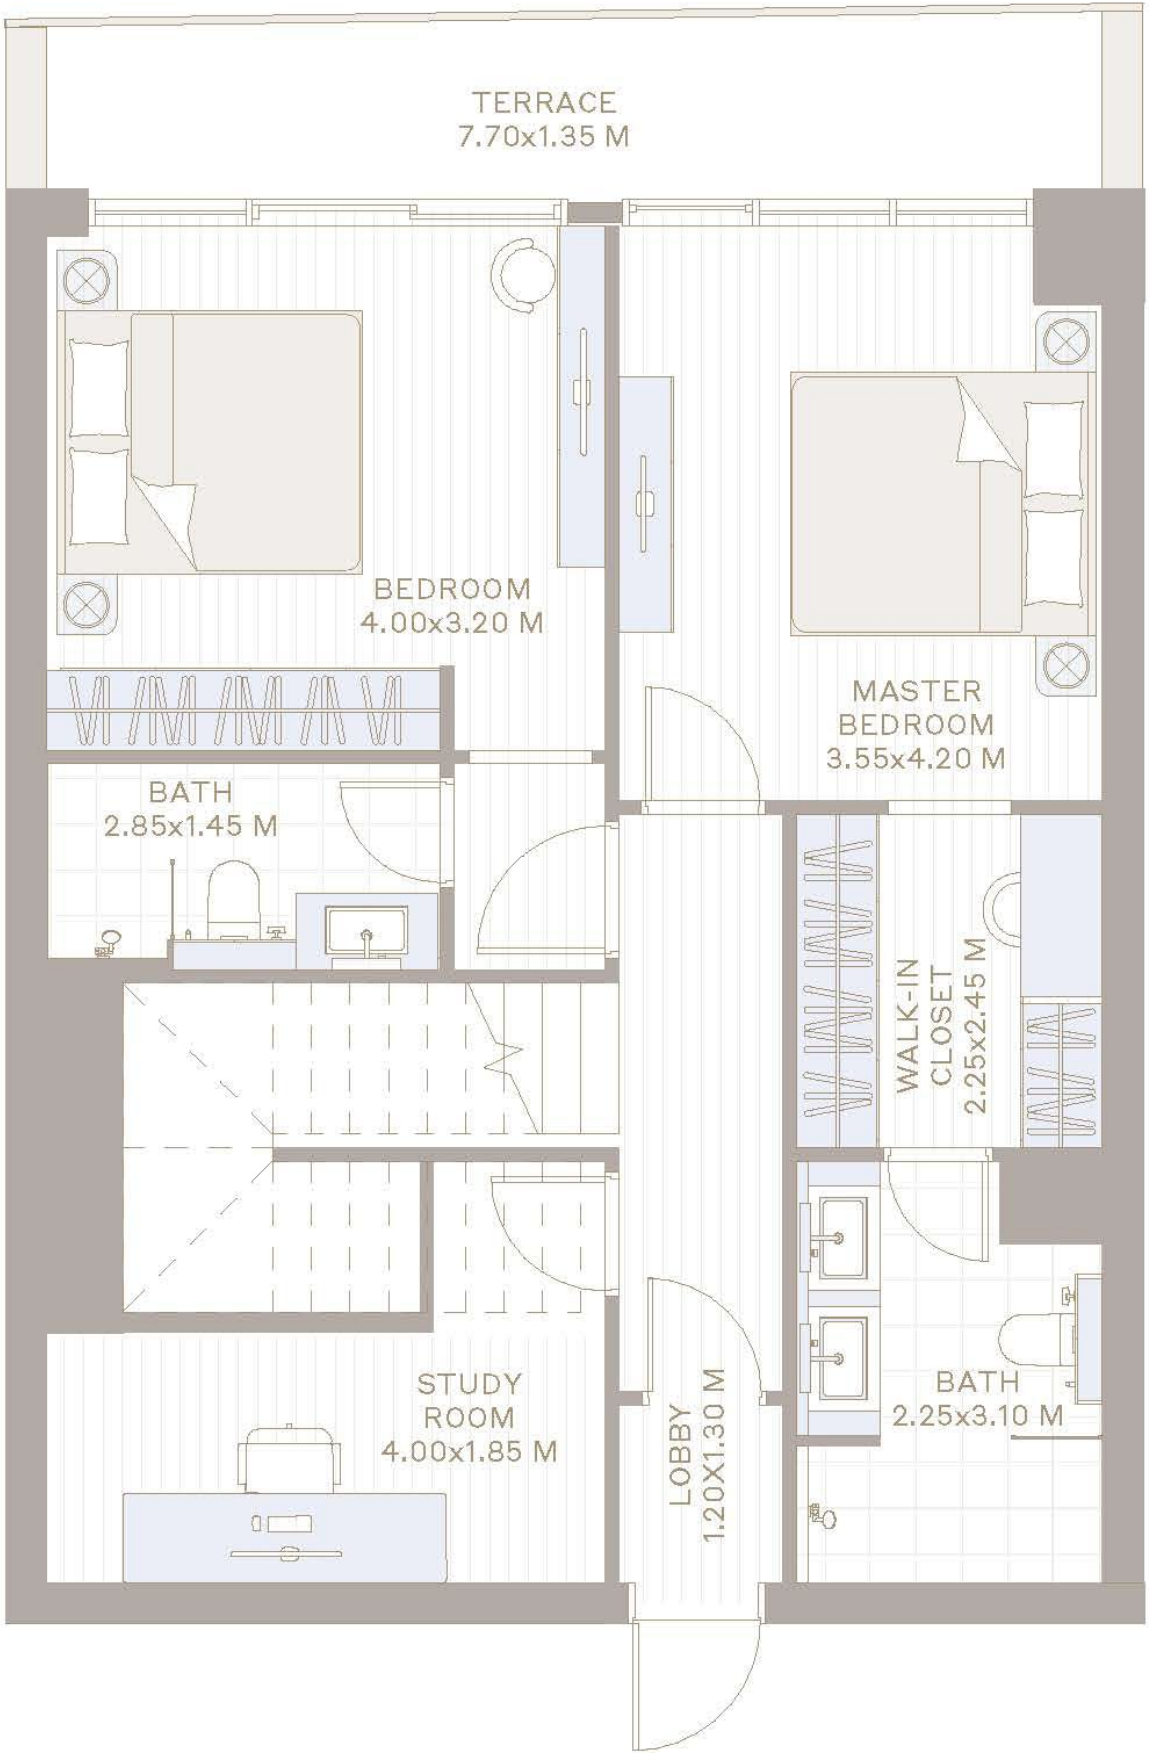 TERRACE
7.70x1.35 M
BEDROOM
4.00x3.20 M
MASTER
BEDROOM
3.55x4.20 M
BATH
2.85x1.45 M
WALK-IN
CLOSET
2.25x2.45 M
STUDY
ROOM
4.00x1.85 M
LOBBY
1.20X1.30 M
BATH
2.25x3.10 M